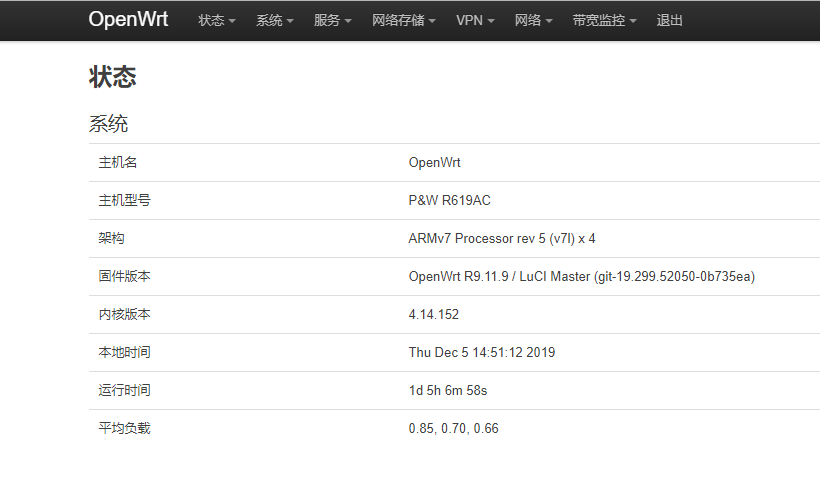 OpenWrt 状态 系统 服务 网络存储 VPN 网络 带宽监控 退出
状态
系统
主机名 OpenWrt
主机型号 P&W R619AC
架构 ARMv7 Processor rev 5 (v7l) x 4
固件版本 OpenWrt R9.11.9 / LuCI Master (git-19.299.52050-0b735ea)
内核版本 4.14.152
本地时间 Thu Dec 5 14:51:12 2019
运行时间 1d 5h 6m 58s
平均负载 0.85, 0.70, 0.66